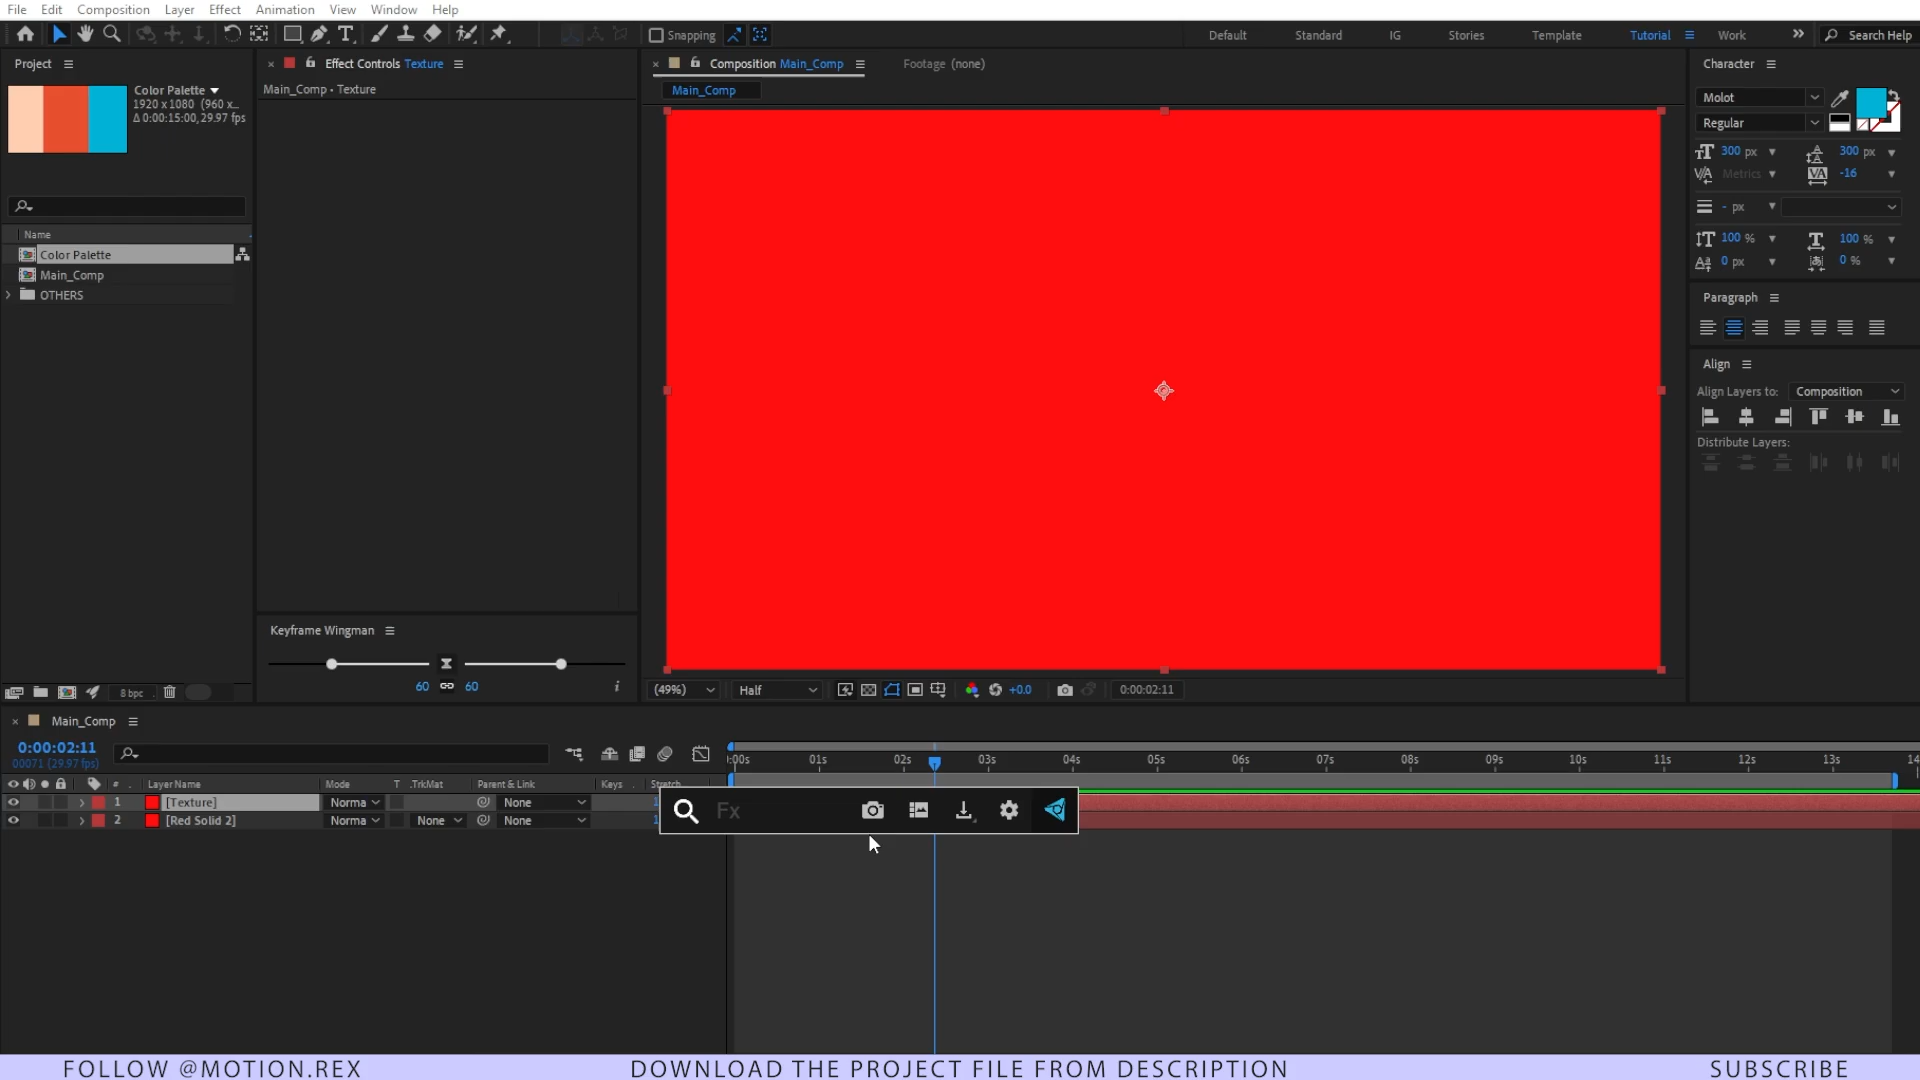 File Edit Composition Layer Effect Animation View Window Help
Snapping
Default Standard IG Stories Template Tutorial Work Search Help
Project
Color Palette
1920 x 1080 (960 x...
Δ 0:00:15:00, 29.97 fps
Name
Color Palette
Main_Comp
OTHERS
8 bpc
Effect Controls Texture
Main_Comp • Texture
Keyframe Wingman
60 60
Composition Main_Comp
Footage (none)
Main_Comp
(49%) Half +0.0 0:00:02:11
Character
Molot
Regular
300 px 300 px
Metrics -16
- px
100 % 100 %
0 px 0 %
Paragraph
Align
Align Layers to: Composition
Distribute Layers:
Main_Comp
0:00:02:11
00071 (29.97 fps)
:00s 01s 02s 03s 04s 05s 06s 07s 08s 09s 10s 11s 12s 13s 14
# Layer Name Mode T .TrkMat Parent & Link Keys Stretch
1 [Texture] Norma None
2 [Red Solid 2] Norma None None
Fx
FOLLOW @MOTION.REX DOWNLOAD THE PROJECT FILE FROM DESCRIPTION SUBSCRIBE